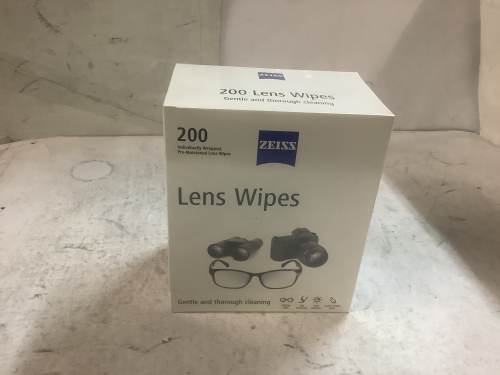 ZEISS
200 Lens Wipes
Gentle and thorough cleaning
200
Individually Wrapped
Pre-Moistened Lens Wipes
ZEISS
Lens Wipes
Gentle and thorough cleaning